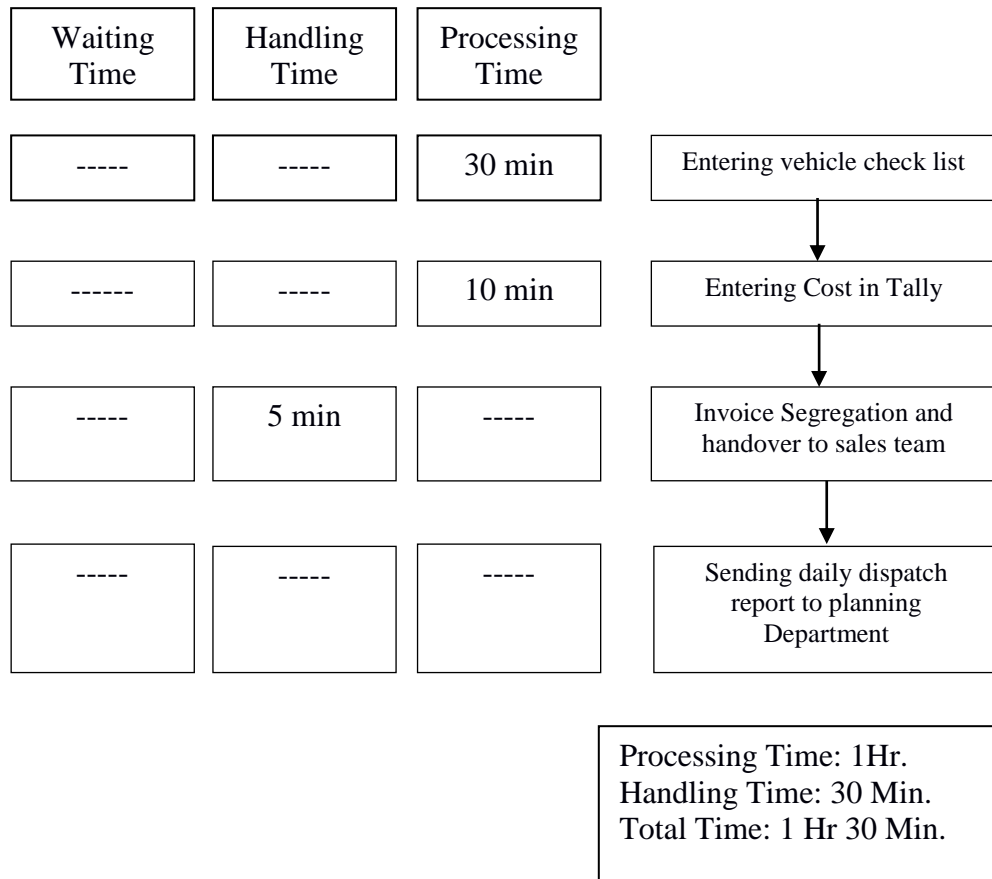 Waiting
Time
Handling
Time
Processing
Time
-----
-----
30 min
Entering vehicle check list
------
-----
10 min
Entering Cost in Tally
-----
5 min
-----
Invoice Segregation and
handover to sales team
-----
-----
-----
Sending daily dispatch
report to planning
Department
Processing Time: 1Hr.
Handling Time: 30 Min.
Total Time: 1 Hr 30 Min.